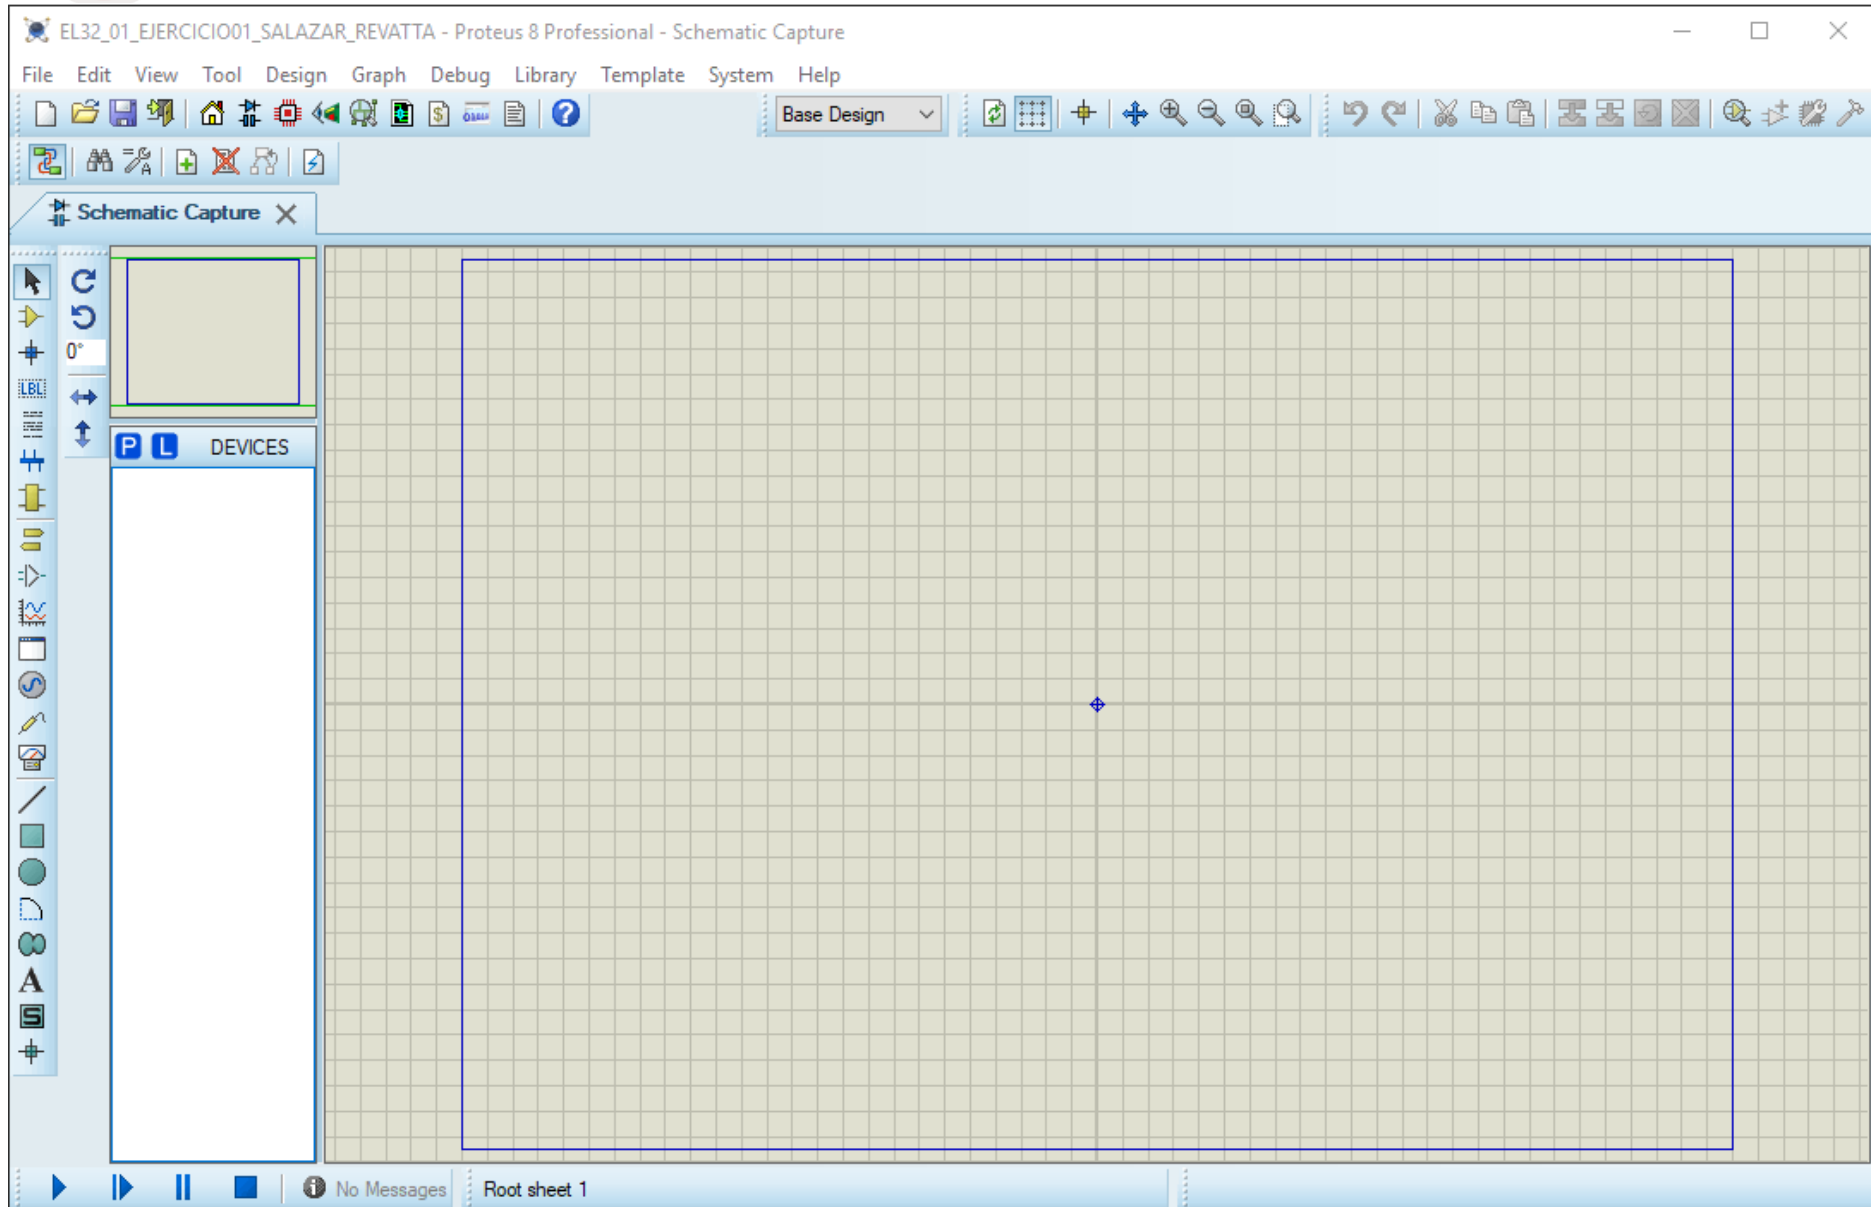 EL32_01_EJERCICIO01_SALAZAR_REVATTA - Proteus 8 Professional - Schematic Capture
File Edit View Tool Design Graph Debug Library Template System Help
$
Base Design
A
Schematic Capture
0°
LBL
P L DEVICES
A
S
No Messages
Root sheet 1